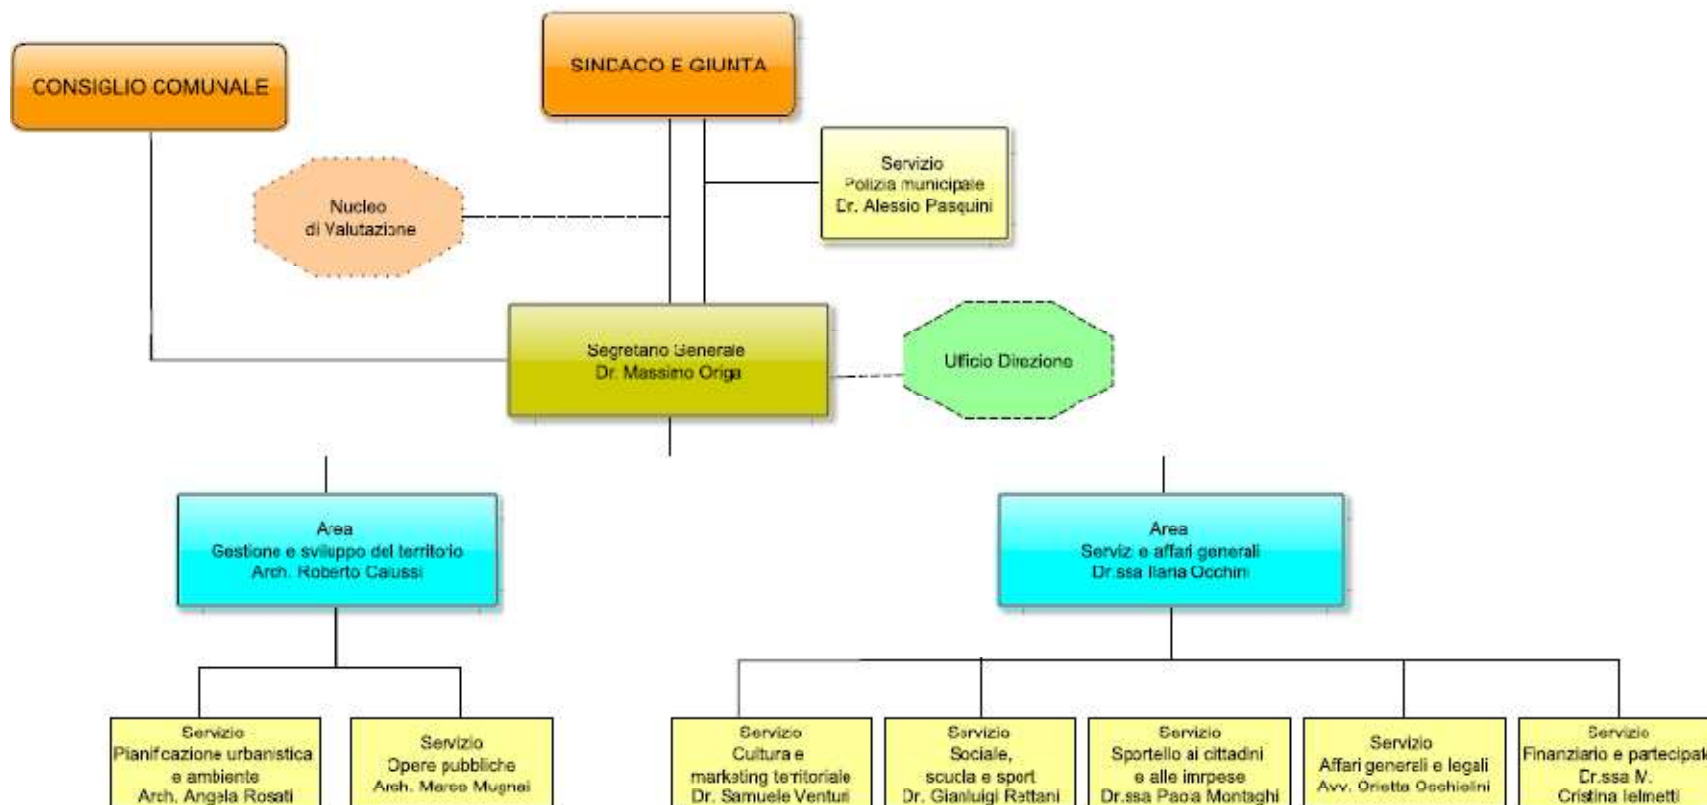 CONSIGLIO COMUNALE
SINDACO E GIUNTA
Servizio
Polizia municipale
Dr. Alessio Pasquini
Nucleo
di Valutazione
Segretario Generale
Dr. Massimo Origa
Ufficio Direzione
Area
Gestione e sviluppo del territorio
Arch. Roberto Calussi
Area
Servizi e affari generali
Dr.ssa Ilaria Occhini
Servizio
Pianificazione urbanistica
e ambiente
Arch. Angela Rosati
Servizio
Opere pubbliche
Arch. Marco Mugnai
Servizio
Cultura e
marketing territoriale
Dr. Samuele Venturi
Servizio
Sociale,
scuola e sport
Dr. Gianluigi Rettani
Servizio
Sportello ai cittadini
e alle imrpese
Dr.ssa Paola Montaghi
Servizio
Affari generali e legali
Avv. Orietta Occhiolini
Servizio
Finanziario e partecipate
Dr.ssa M.
Cristina Ielmetti